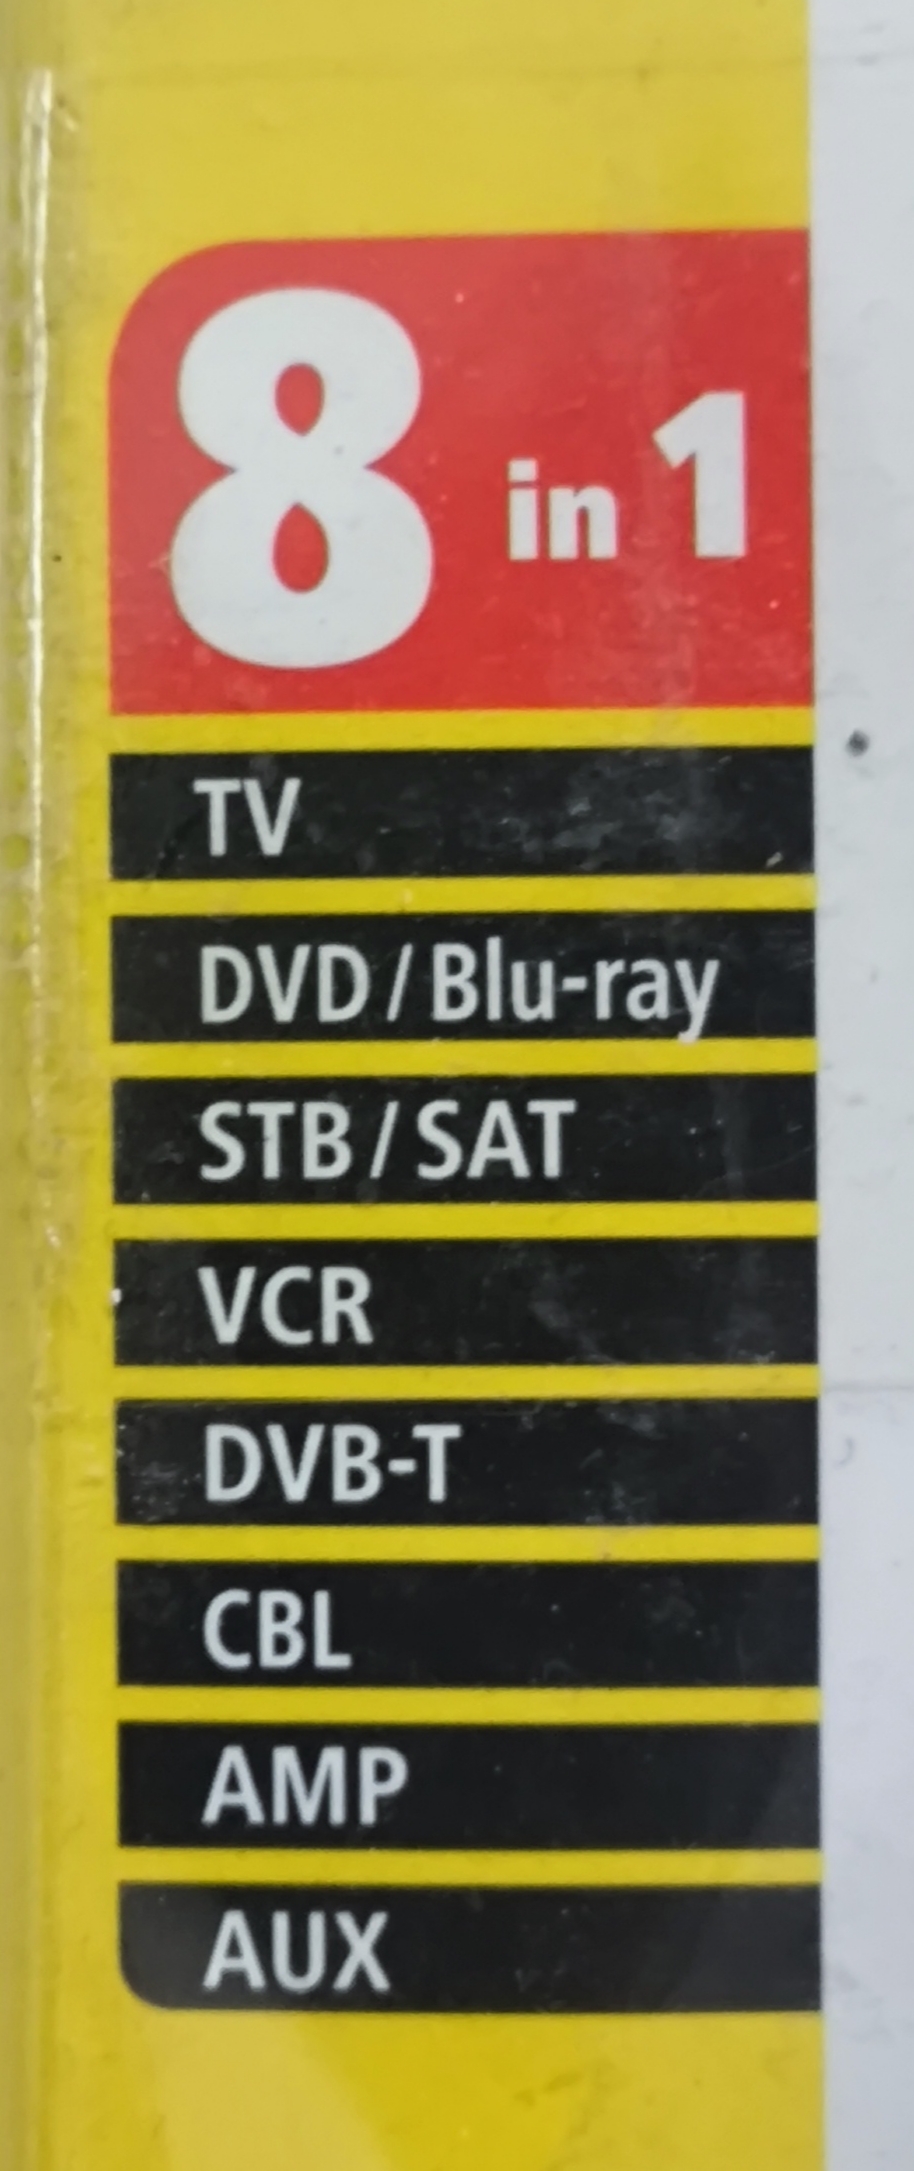 8 in 1
TV
DVD / Blu-ray
STB / SAT
VCR
DVB-T
CBL
AMP
AUX